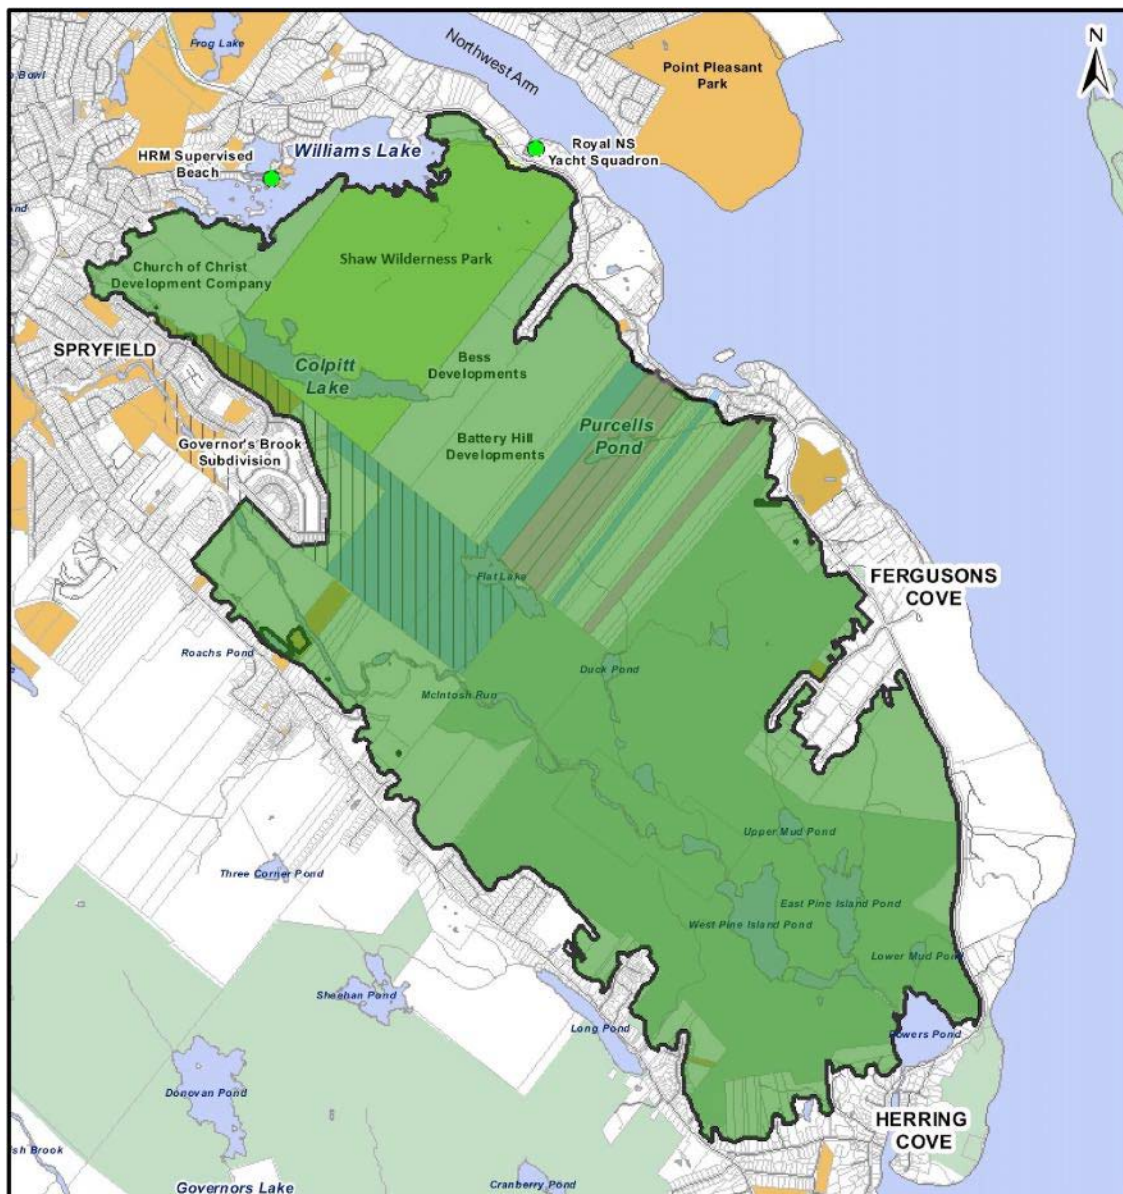 N
Frog Lake
Bowl
Northwest Arm
Point Pleasant
Park
Royal NS
Yacht Squadron
HRM Supervised
Beach
Williams Lake
Church of Christ
Development Company
Shaw Wilderness Park
SPRYFIELD
Colpitt
Lake
Bess
Developments
Battery Hill
Developments
Purcells
Pond
Governor's Brook
Subdivision
Flat Lake
FERGUSONS
COVE
Roachs Pond
McIntosh Run
Duck Pond
Upper Mud Pond
Three Corner Pond
East Pine Island Pond
West Pine Island Pond
Lower Mud Pond
Sheehan Pond
Long Pond
Powers Pond
Donovan Pond
HERRING
COVE
sh Brook
Governors Lake
Cranberry Pond